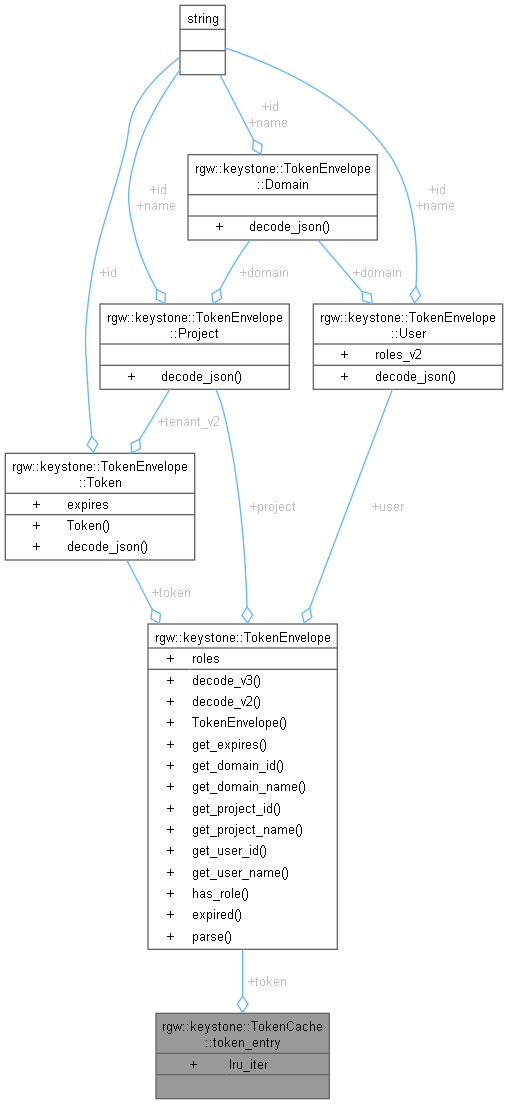 string
+id
+name
rgw::keystone::TokenEnvelope
::Domain
+ decode_json()
+id
+name
+id
+name
+id
+domain
+domain
rgw::keystone::TokenEnvelope
::Project
+ decode_json()
rgw::keystone::TokenEnvelope
::User
+ roles_v2
+ decode_json()
+tenant_v2
rgw::keystone::TokenEnvelope
::Token
+ expires
+ Token()
+ decode_json()
+project
+user
+token
rgw::keystone::TokenEnvelope
+ roles
+ decode_v3()
+ decode_v2()
+ TokenEnvelope()
+ get_expires()
+ get_domain_id()
+ get_domain_name()
+ get_project_id()
+ get_project_name()
+ get_user_id()
+ get_user_name()
+ has_role()
+ expired()
+ parse()
+token
rgw::keystone::TokenCache
::token_entry
+ lru_iter